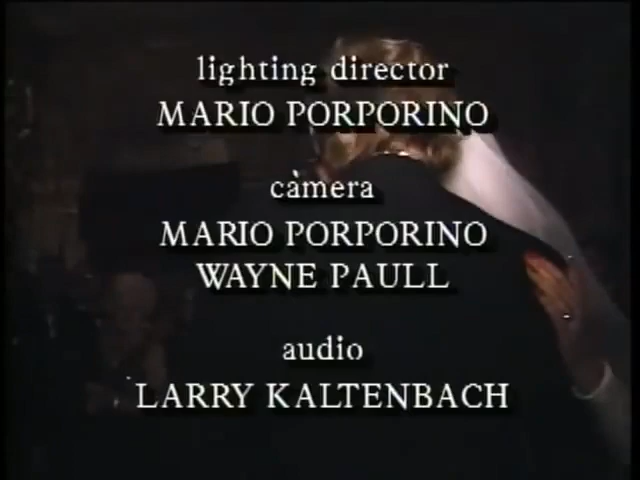 lighting director
MARIO PORPORINO
camera
MARIO PORPORINO
WAYNE PAULL
audio
LARRY KALTENBACH